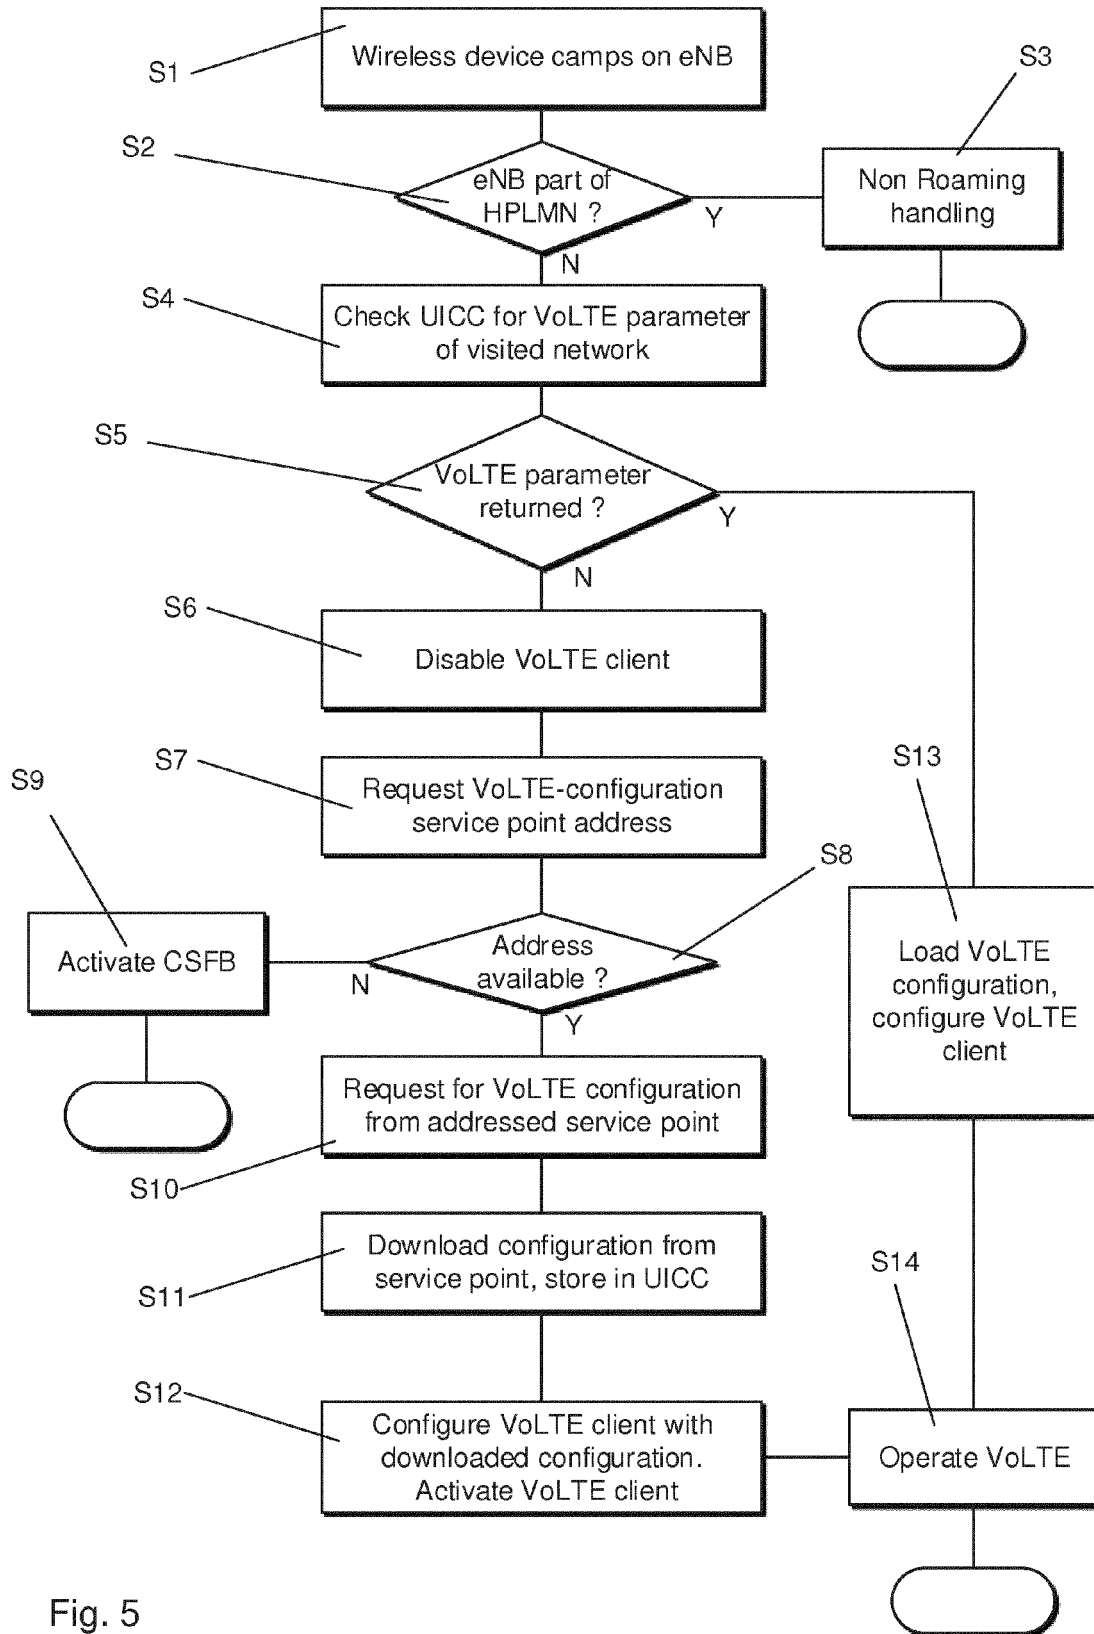 S1
Wireless device camps on eNB
S3
S2
eNB part of
HPLMN ?
Y
Non Roaming
handling
N
S4
Check UICC for VoLTE parameter
of visited network
S5
VoLTE parameter
returned ?
Y
N
S6
Disable VoLTE client
S7
Request VoLTE-configuration
service point address
S9
S13
S8
Activate CSFB
N
Address
available ?
Y
Load VoLTE
configuration,
configure VoLTE
client
Request for VoLTE configuration
from addressed service point
S10
Download configuration from
service point, store in UICC
S11
S14
S12
Configure VoLTE client with
downloaded configuration.
Activate VoLTE client
Operate VoLTE
Fig. 5